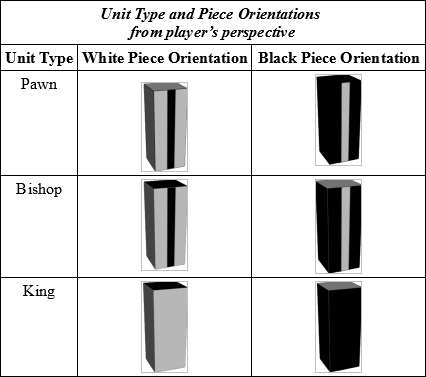 Unit Type and Piece Orientations
from player's perspective
Unit Type White Piece Orientation Black Piece Orientation
Pawn
Bishop
King